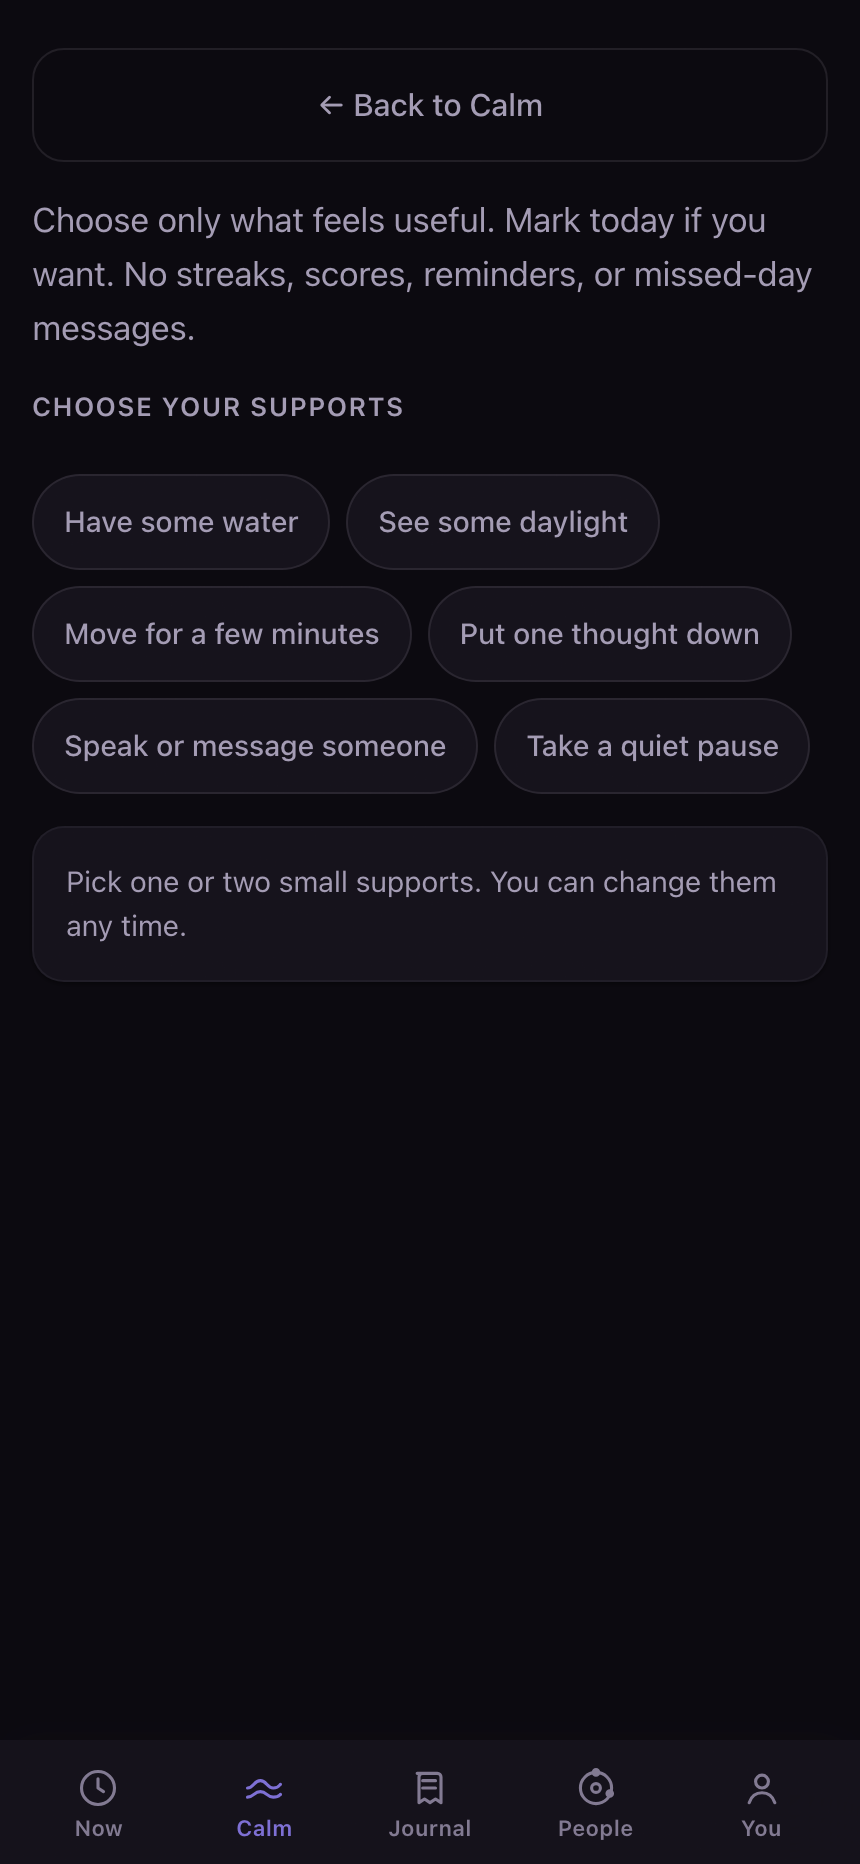 ← Back to Calm
Choose only what feels useful. Mark today if you
want. No streaks, scores, reminders, or missed-day
messages.
CHOOSE YOUR SUPPORTS
Have some water
See some daylight
Move for a few minutes
Put one thought down
Speak or message someone
Take a quiet pause
Pick one or two small supports. You can change them
any time.
Now
Calm
Journal
People
You